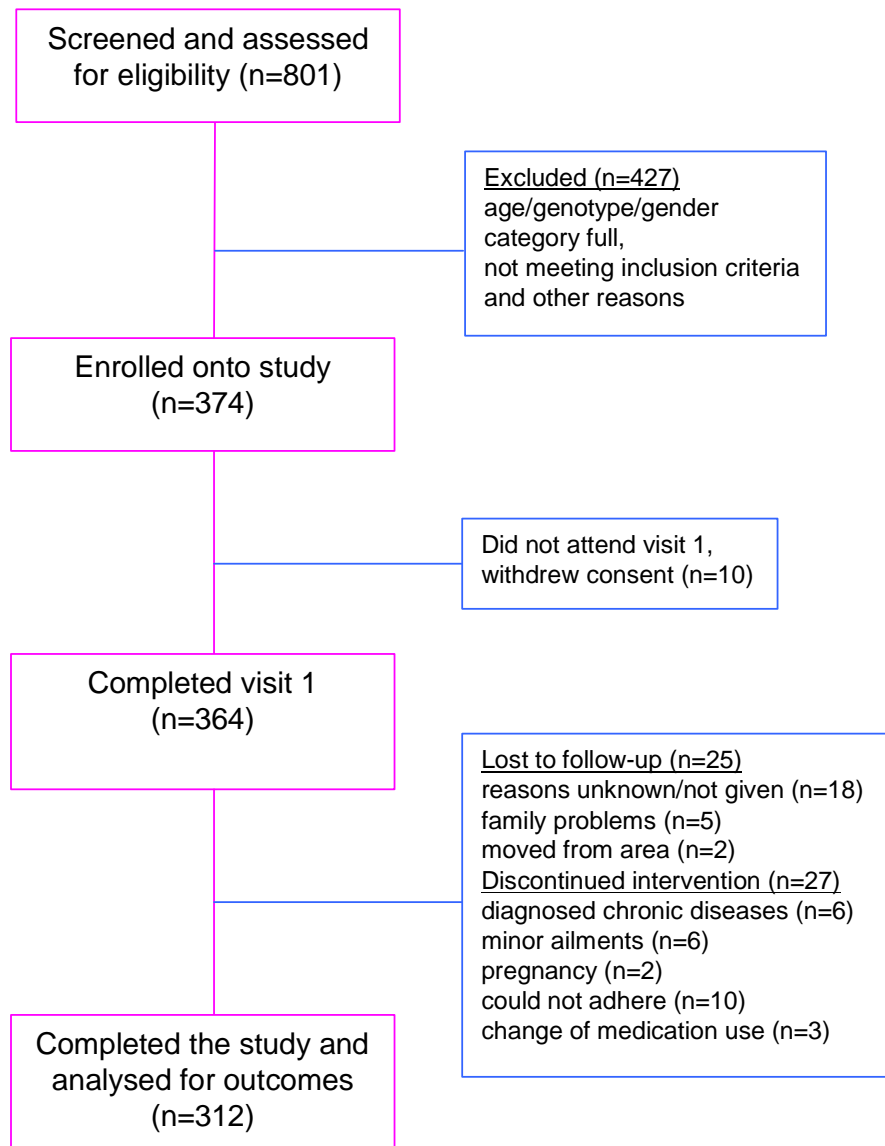 Screened and assessed
for eligibility (n=801)
Excluded (n=427)
age/genotype/gender
category full,
not meeting inclusion criteria
and other reasons
Enrolled onto study
(n=374)
Did not attend visit 1,
withdrew consent (n=10)
Completed visit 1
(n=364)
Lost to follow-up (n=25)
reasons unknown/not given (n=18)
family problems (n=5)
moved from area (n=2)
Discontinued intervention (n=27)
diagnosed chronic diseases (n=6)
minor ailments (n=6)
pregnancy (n=2)
could not adhere (n=10)
change of medication use (n=3)
Completed the study and
analysed for outcomes
(n=312)